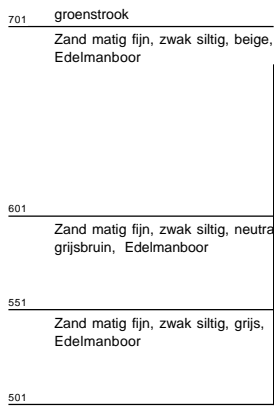 701 groenstrook
Zand matig fijn, zwak siltig, beige,
Edelmanboor
601
Zand matig fijn, zwak siltig, neutra
grijsbruin, Edelmanboor
551
Zand matig fijn, zwak siltig, grijs,
Edelmanboor
501